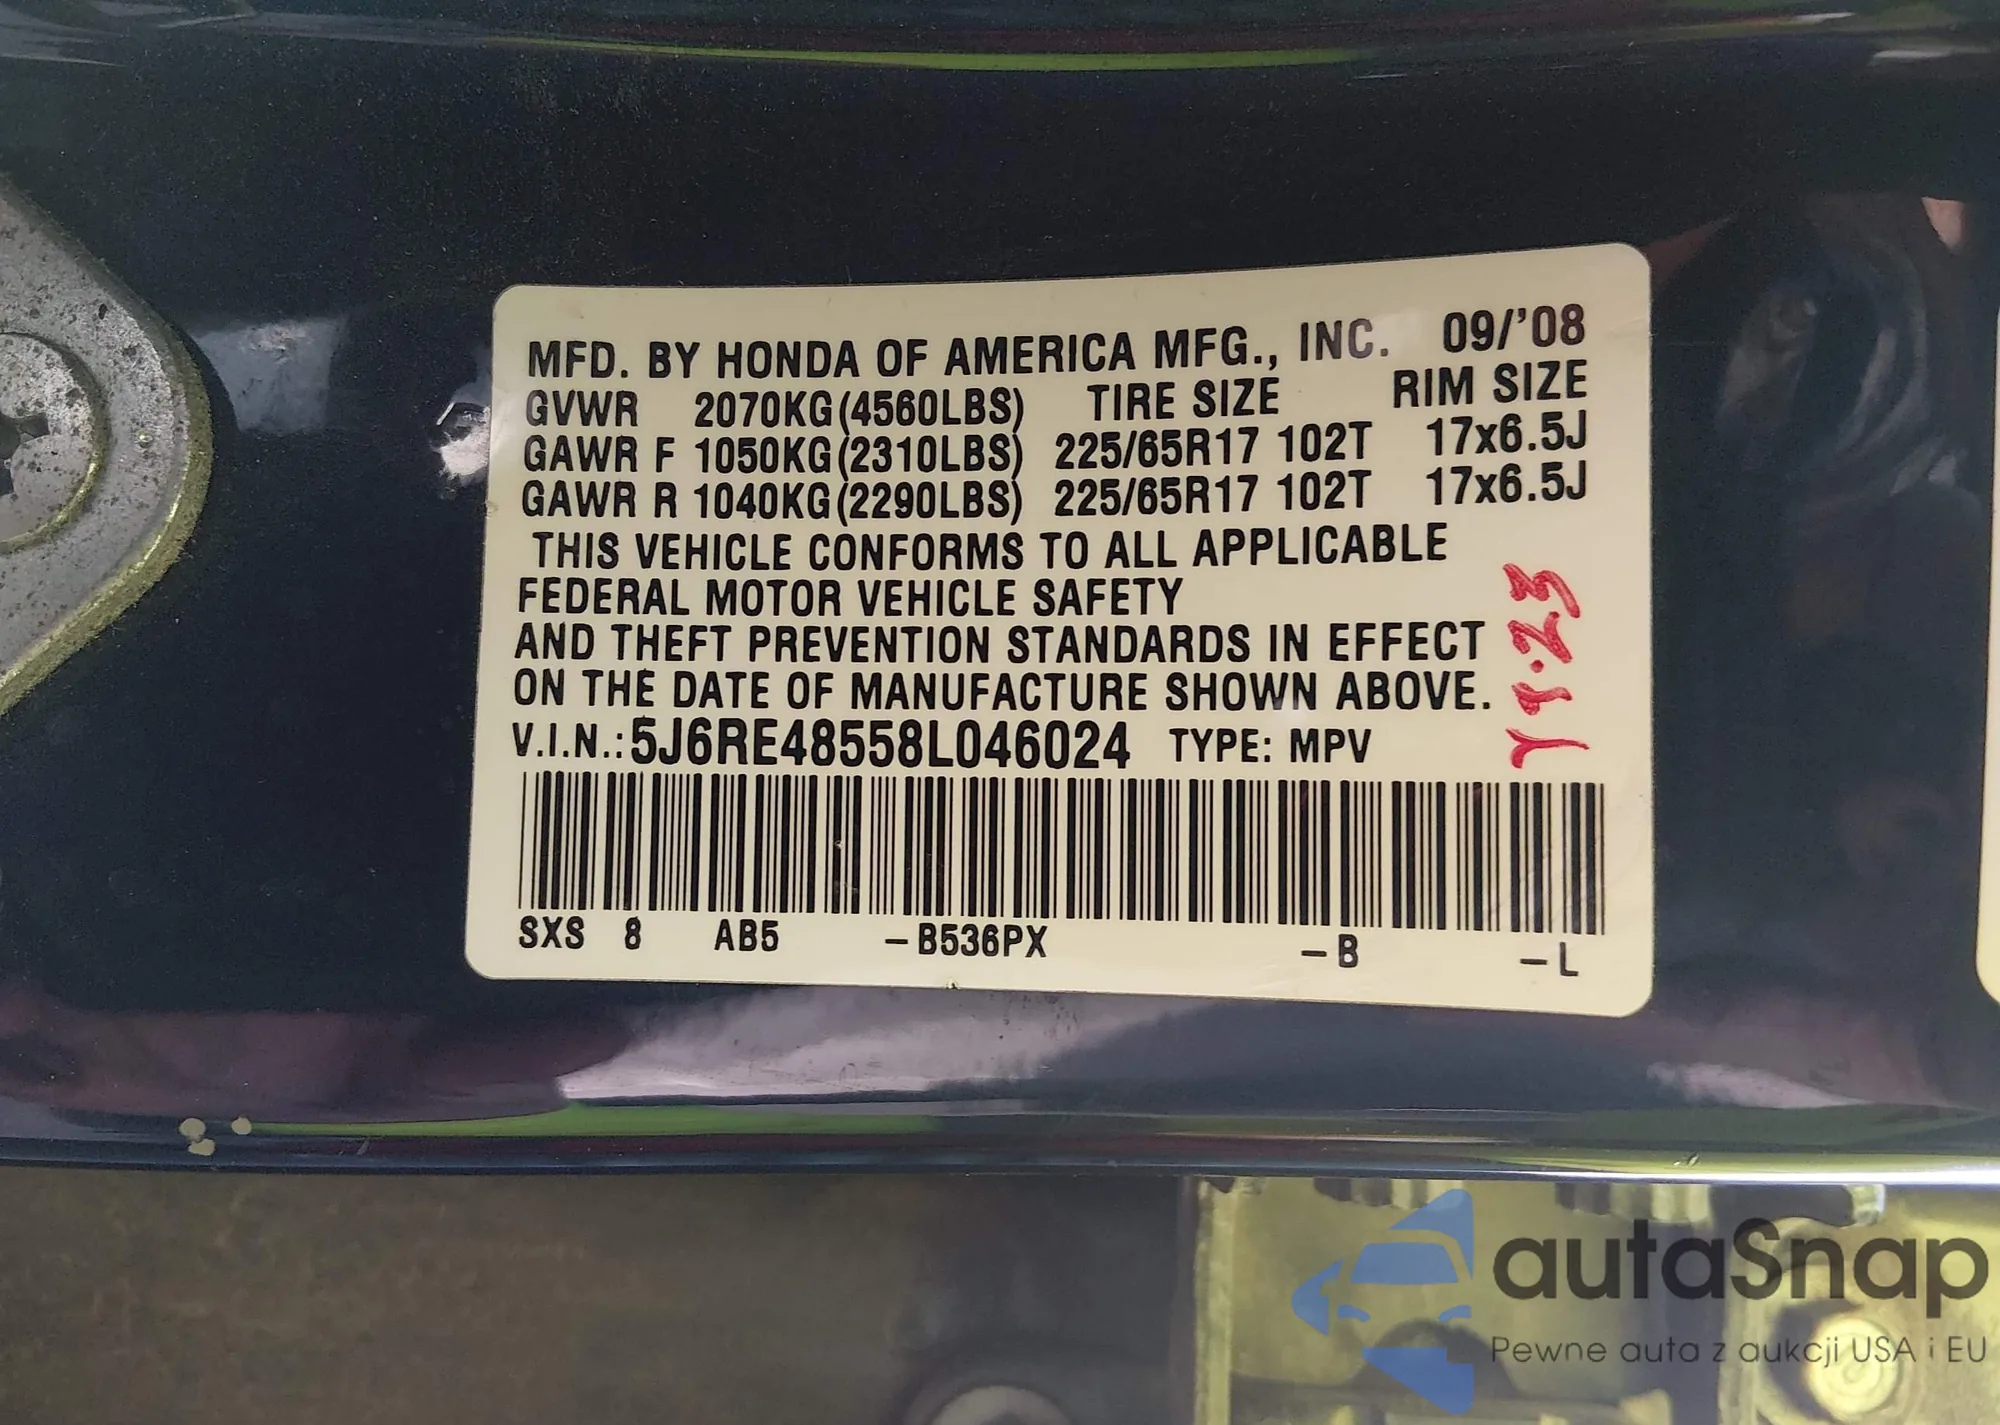 MFD. BY HONDA OF AMERICA MFG., INC. 09/'08
GVWR 2070KG(4560LBS) TIRE SIZE RIM SIZE
GAWR F 1050KG(2310LBS) 225/65R17 102T 17x6.5J
GAWR R 1040KG(2290LBS) 225/65R17 102T 17x6.5J
THIS VEHICLE CONFORMS TO ALL APPLICABLE
FEDERAL MOTOR VEHICLE SAFETY
AND THEFT PREVENTION STANDARDS IN EFFECT
ON THE DATE OF MANUFACTURE SHOWN ABOVE.
V.I.N.: 5J6RE48558L046024 TYPE: MPV
SXS 8 AB5 -B536PX -B -L
autaSnap
Pewne auta z aukcji USA i EU